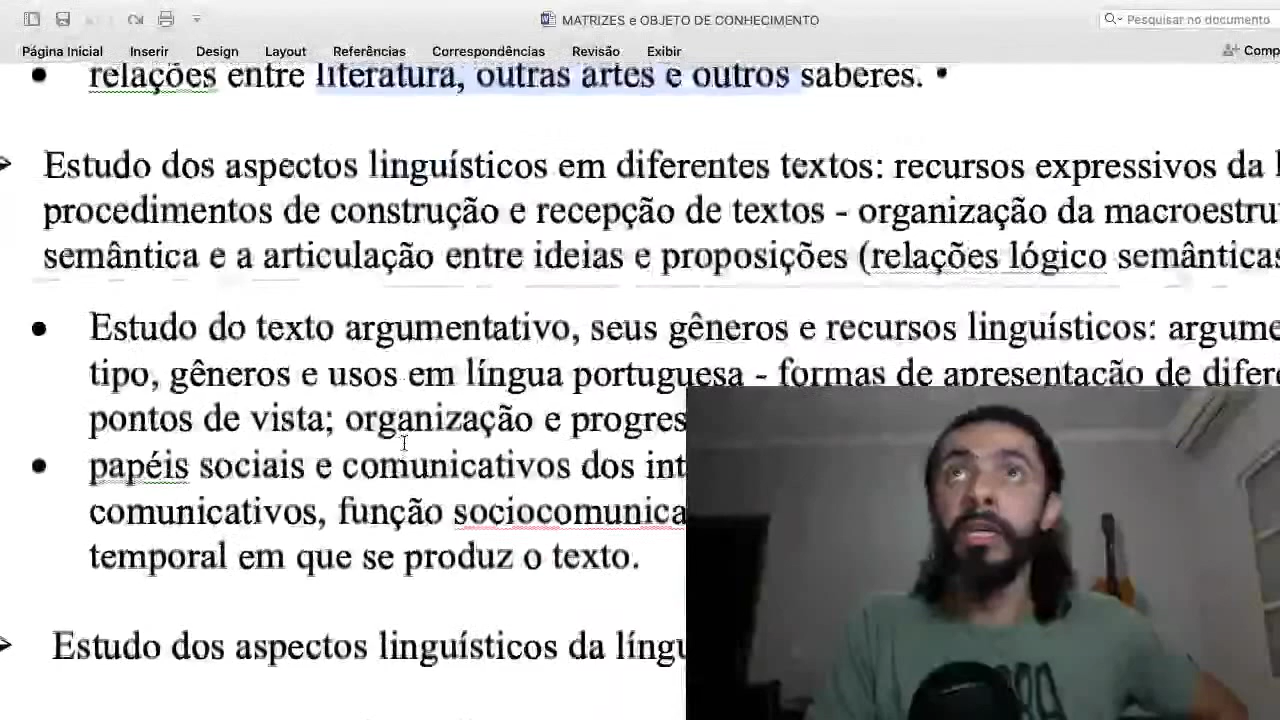 MATRIZES e OBJETO DE CONHECIMENTO
Pesquisar no documento
Página Inicial Inserir Design Layout Referências Correspondências Revisão Exibir Comp
relações entre literatura, outras artes e outros saberes. •
Estudo dos aspectos linguísticos em diferentes textos: recursos expressivos da
procedimentos de construção e recepção de textos - organização da macroestru
semântica e a articulação entre ideias e proposições (relações lógico semânticas
Estudo do texto argumentativo, seus gêneros e recursos linguísticos: argume
tipo, gêneros e usos em língua portuguesa - formas de apresentação de difere
pontos de vista; organização e progres
papéis sociais e comunicativos dos int
comunicativos, função sociocomunica
temporal em que se produz o texto.
Estudo dos aspectos linguísticos da língu